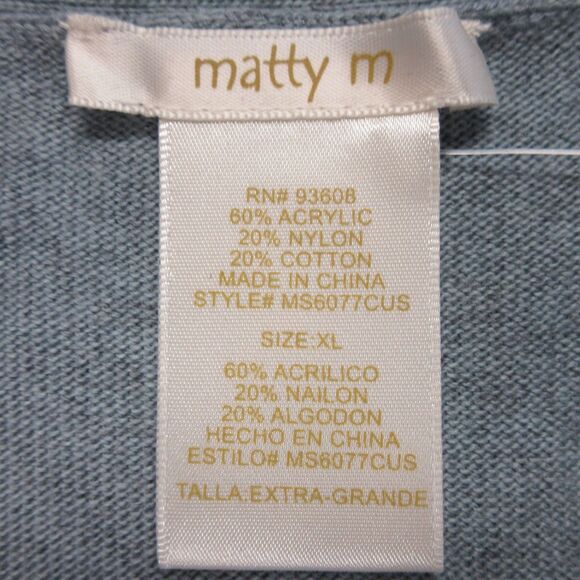 matty m
RN# 93608
60% ACRYLIC
20% NYLON
20% COTTON
MADE IN CHINA
STYLE# MS6077CUS
SIZE:XL
60% ACRILICO
20% NAILON
20% ALGODON
HECHO EN CHINA
ESTILO# MS6077CUS
TALLA:EXTRA-GRANDE